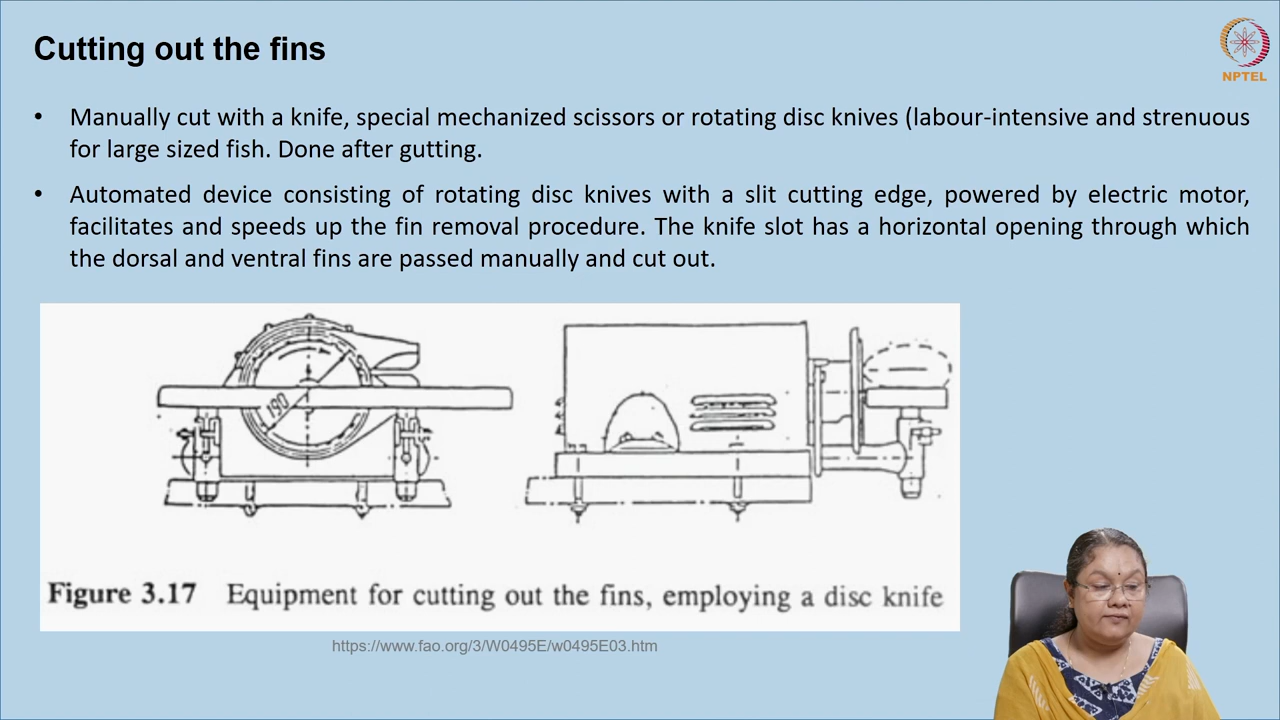 Cutting out the fins
NPTEL
• Manually cut with a knife, special mechanized scissors or rotating disc knives (labour-intensive and strenuous
for large sized fish. Done after gutting.
• Automated device consisting of rotating disc knives with a slit cutting edge, powered by electric motor,
facilitates and speeds up the fin removal procedure. The knife slot has a horizontal opening through which
the dorsal and ventral fins are passed manually and cut out.
190
Figure 3.17 Equipment for cutting out the fins, employing a disc knife
https://www.fao.org/3/W0495E/w0495E03.htm